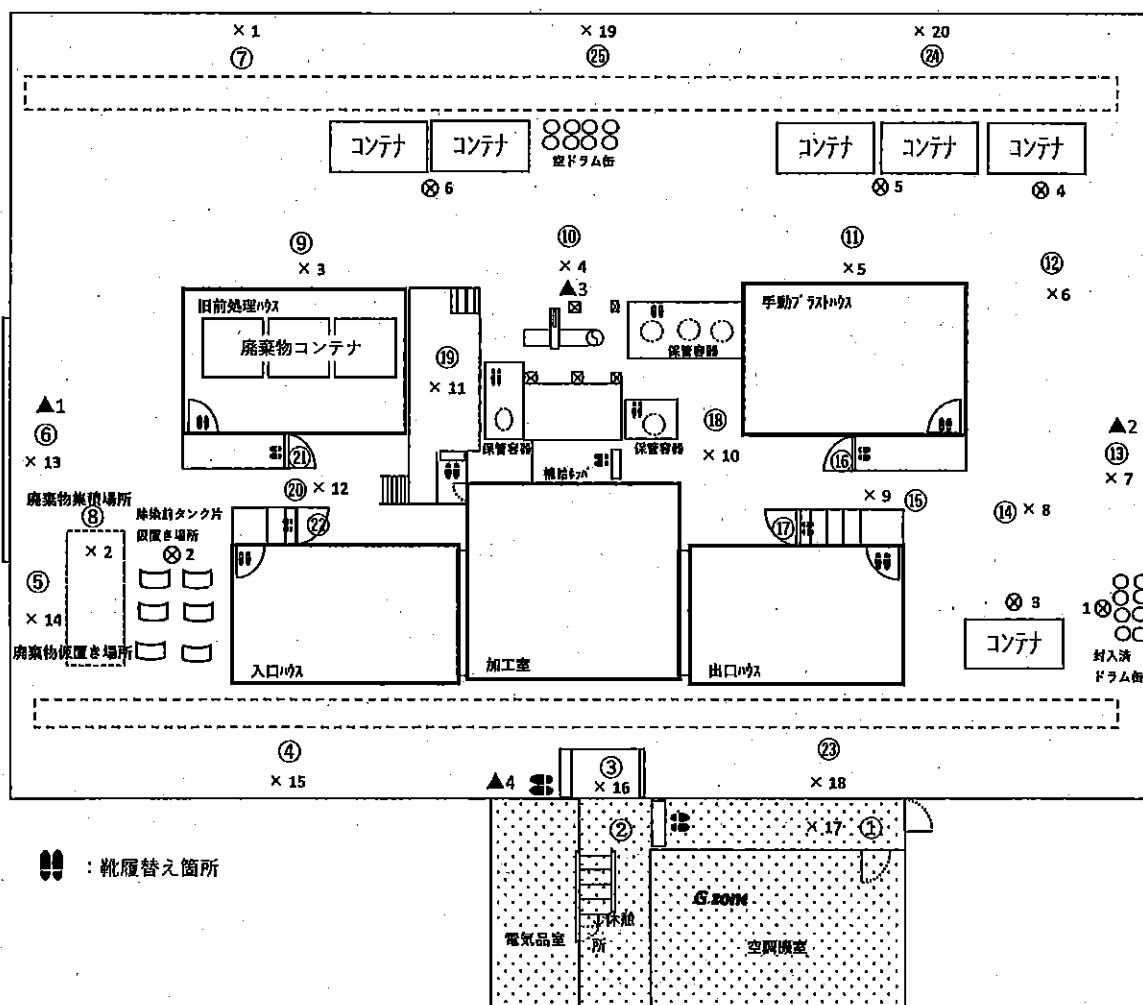 × 1 × 19 × 20
⑦ ㉕ ㉔
コンテナ コンテナ 空ドラム缶 コンテナ コンテナ コンテナ
⊗ 6 ⊗ 5 ⊗ 4
⑨ ⑩ ⑪ ⑫
× 3 × 4 × 5 × 6
▲3
旧前処理ハウス
手動ブラストハウス
廃棄物コンテナ
保管容器
⑲
× 11
▲1
⑥
× 13
⑱
× 10
保管容器 保管容器
補給ホッパ
▲2
⑬
× 7
㉑ ⑯
⑳ × 12
× 9 ⑮
⑭ × 8
廃棄物集積場所
⑧
× 2
除染前タンク片
仮置き場所
⊗ 2
㉒ ⑰
⑤
× 14
廃棄物仮置き場所
⊗ 3
1 ⊗
コンテナ
封入済
ドラム缶
入口ハウス 加工室 出口ハウス
④ ㉓
× 15 × 18
▲4
③
× 16
② × 17 ①
: 靴履替え箇所
G zone
電気品室
休憩
所
空調機室